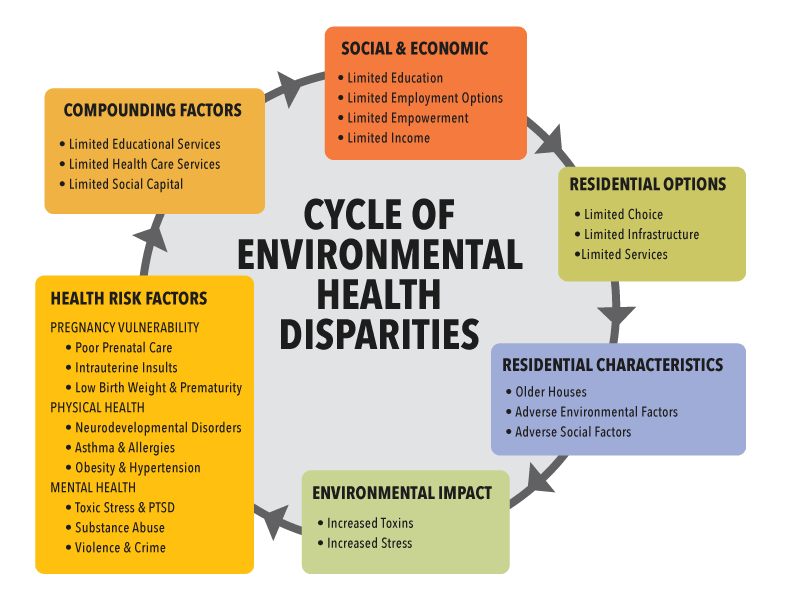 CYCLE OF
ENVIRONMENTAL
HEALTH
DISPARITIES
SOCIAL & ECONOMIC
• Limited Education
• Limited Employment Options
• Limited Empowerment
• Limited Income
RESIDENTIAL OPTIONS
• Limited Choice
• Limited Infrastructure
•Limited Services
RESIDENTIAL CHARACTERISTICS
• Older Houses
• Adverse Environmental Factors
• Adverse Social Factors
ENVIRONMENTAL IMPACT
• Increased Toxins
• Increased Stress
HEALTH RISK FACTORS
PREGNANCY VULNERABILITY
• Poor Prenatal Care
• Intrauterine Insults
• Low Birth Weight & Prematurity
PHYSICAL HEALTH
• Neurodevelopmental Disorders
• Asthma & Allergies
• Obesity & Hypertension
MENTAL HEALTH
• Toxic Stress & PTSD
• Substance Abuse
• Violence & Crime
COMPOUNDING FACTORS
• Limited Educational Services
• Limited Health Care Services
• Limited Social Capital